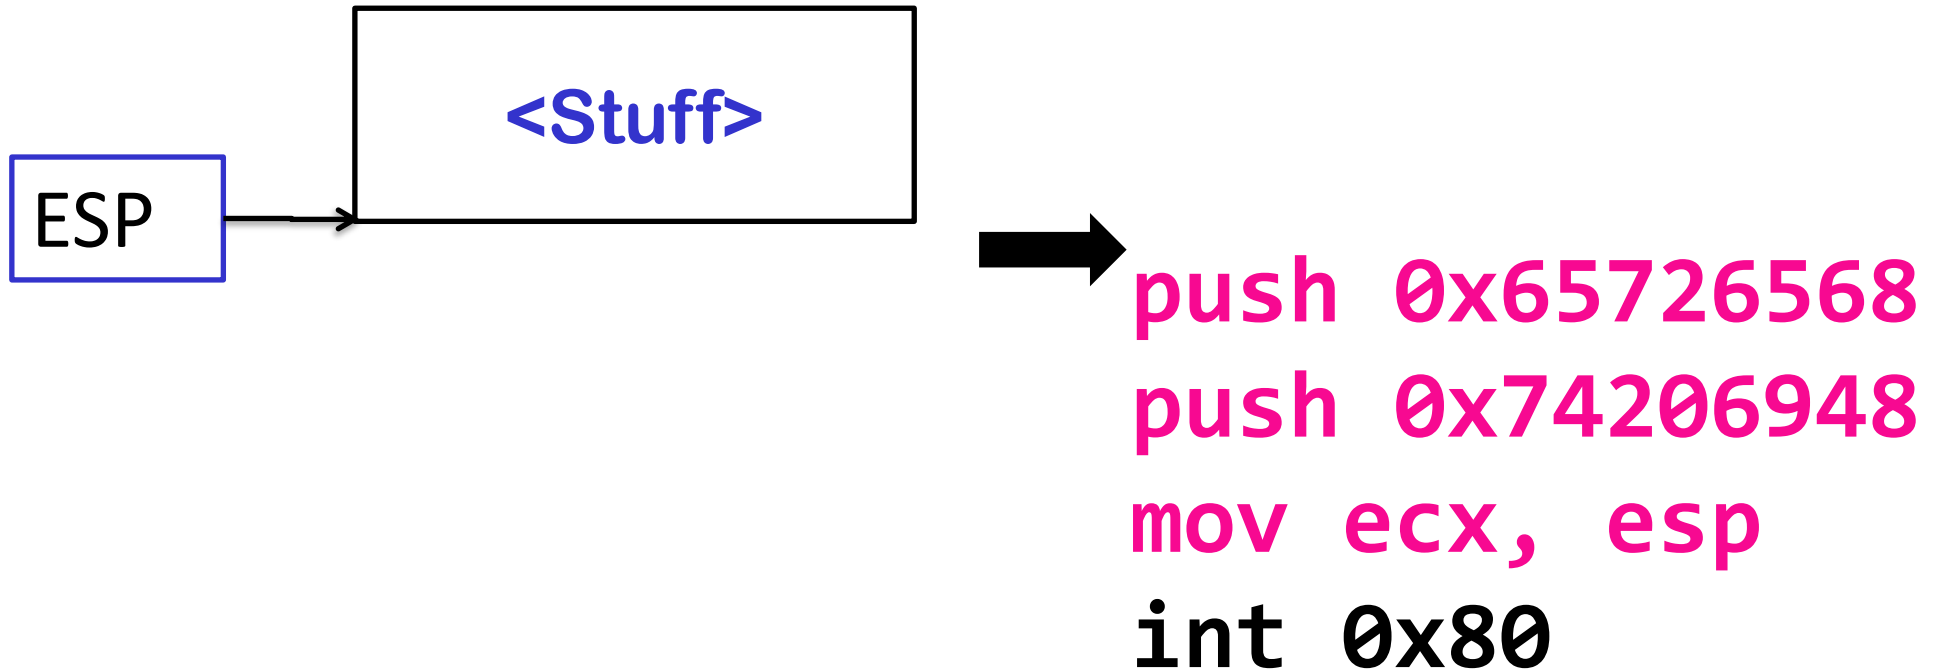 <Stuff>
ESP
push 0x65726568
push 0x74206948
mov ecx, esp
int 0x80